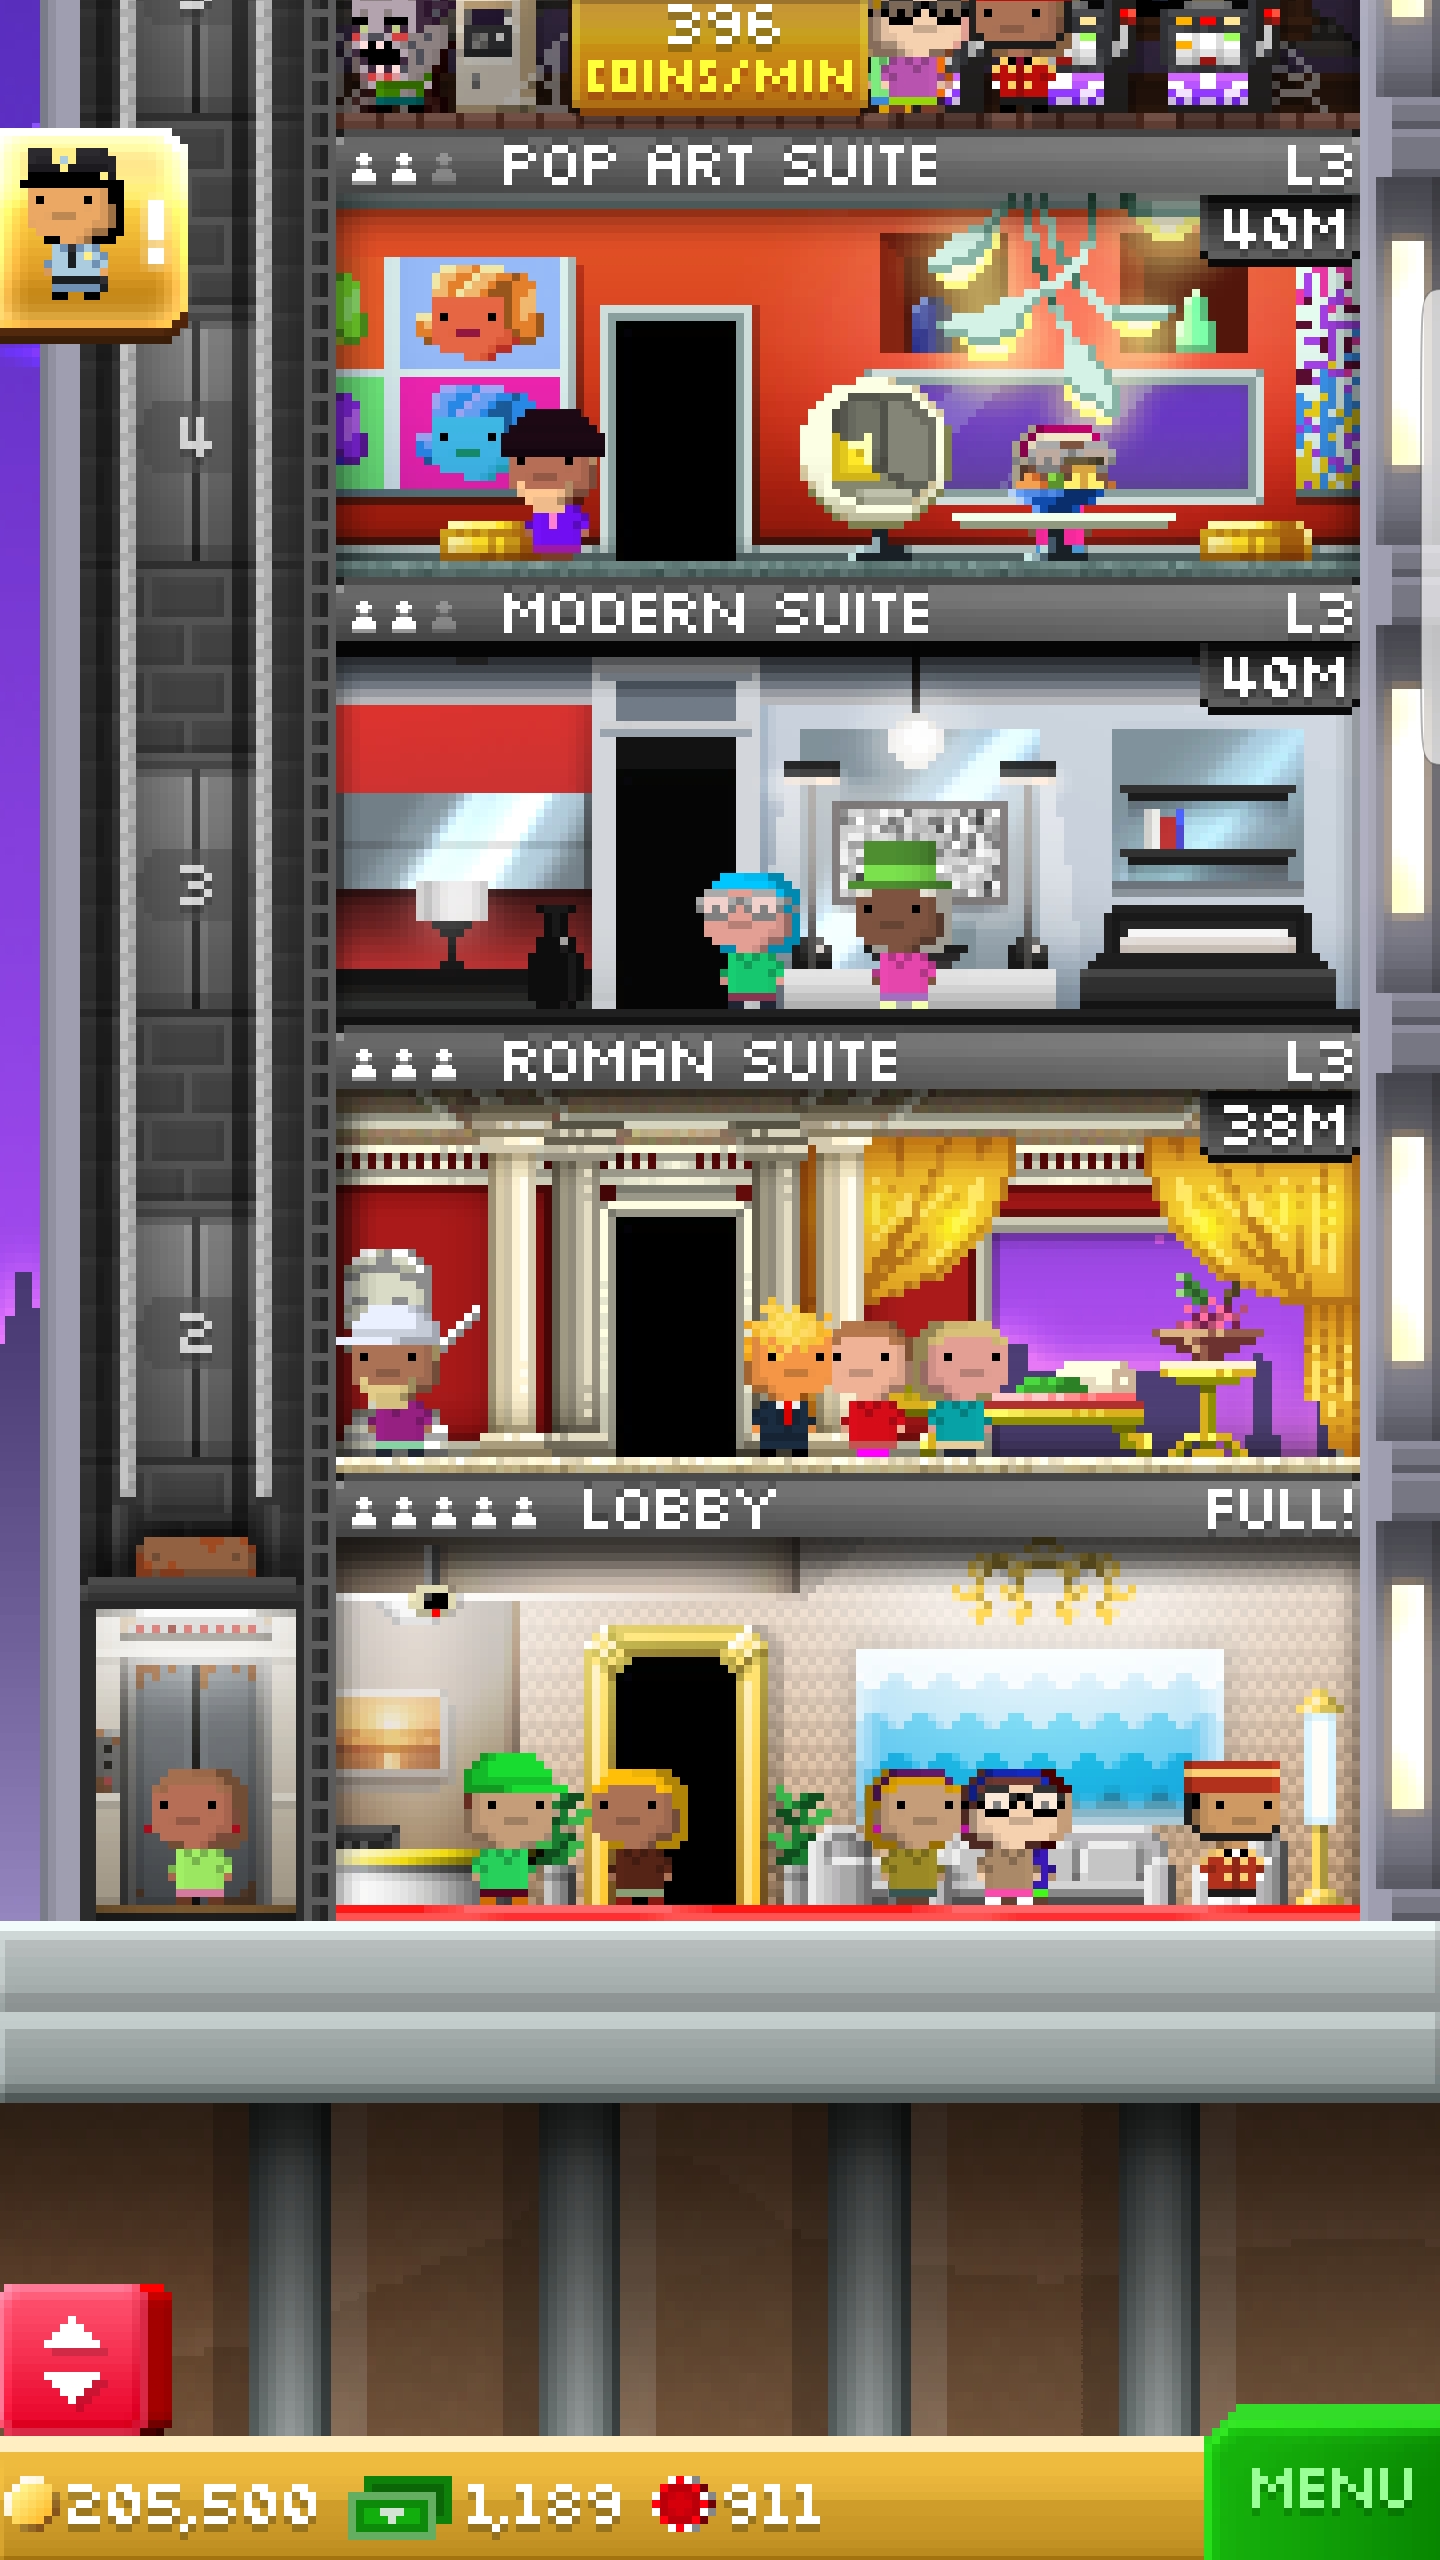 396
COINS/MIN
!
POP ART SUITE L3
40M
4
MODERN SUITE L3
40M
3
ROMAN SUITE L3
38M
2
LOBBY FULL!
205,500 1,189 911
MENU